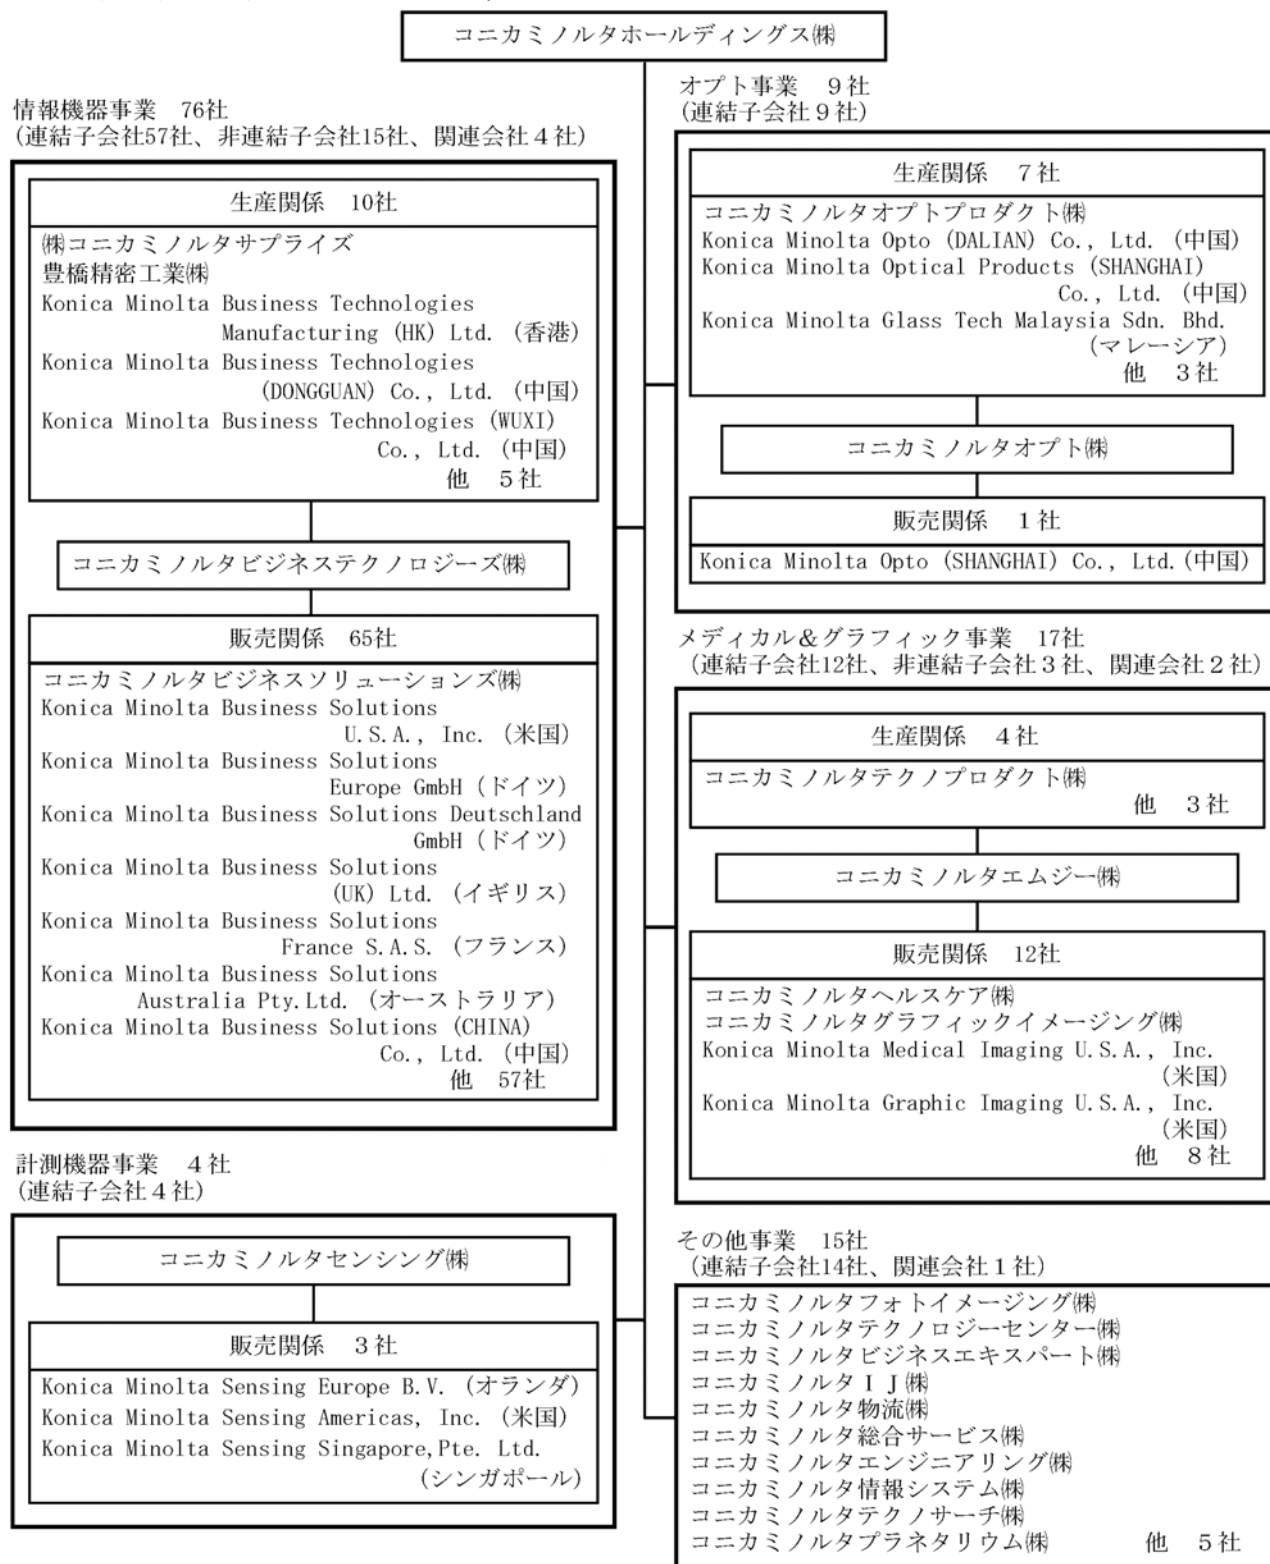 コニカミノルタホールディングス㈱
情報機器事業　76社
(連結子会社57社、非連結子会社15社、関連会社４社)
生産関係　10社
㈱コニカミノルタサプライズ
豊橋精密工業㈱
Konica Minolta Business Technologies
Manufacturing (HK) Ltd. (香港)
Konica Minolta Business Technologies
(DONGGUAN) Co., Ltd. (中国)
Konica Minolta Business Technologies (WUXI)
Co., Ltd. (中国)
他　５社
コニカミノルタビジネステクノロジーズ㈱
販売関係　65社
コニカミノルタビジネスソリューションズ㈱
Konica Minolta Business Solutions
U.S.A., Inc. (米国)
Konica Minolta Business Solutions
Europe GmbH (ドイツ)
Konica Minolta Business Solutions Deutschland
GmbH (ドイツ)
Konica Minolta Business Solutions
(UK) Ltd. (イギリス)
Konica Minolta Business Solutions
France S.A.S. (フランス)
Konica Minolta Business Solutions
Australia Pty.Ltd. (オーストラリア)
Konica Minolta Business Solutions (CHINA)
Co., Ltd. (中国)
他　57社
計測機器事業　４社
(連結子会社４社)
コニカミノルタセンシング㈱
販売関係　３社
Konica Minolta Sensing Europe B.V. (オランダ)
Konica Minolta Sensing Americas, Inc. (米国)
Konica Minolta Sensing Singapore,Pte. Ltd.
(シンガポール)
オプト事業　９社
(連結子会社９社)
生産関係　７社
コニカミノルタオプトプロダクト㈱
Konica Minolta Opto (DALIAN) Co., Ltd. (中国)
Konica Minolta Optical Products (SHANGHAI)
Co., Ltd. (中国)
Konica Minolta Glass Tech Malaysia Sdn. Bhd.
(マレーシア)
他　３社
コニカミノルタオプト㈱
販売関係　１社
Konica Minolta Opto (SHANGHAI) Co., Ltd.(中国)
メディカル＆グラフィック事業　17社
(連結子会社12社、非連結子会社３社、関連会社２社)
生産関係　４社
コニカミノルタテクノプロダクト㈱
他　３社
コニカミノルタエムジー㈱
販売関係　12社
コニカミノルタヘルスケア㈱
コニカミノルタグラフィックイメージング㈱
Konica Minolta Medical Imaging U.S.A., Inc.
(米国)
Konica Minolta Graphic Imaging U.S.A., Inc.
(米国)
他　８社
その他事業　15社
(連結子会社14社、関連会社１社)
コニカミノルタフォトイメージング㈱
コニカミノルタテクノロジーセンター㈱
コニカミノルタビジネスエキスパート㈱
コニカミノルタＩＪ㈱
コニカミノルタ物流㈱
コニカミノルタ総合サービス㈱
コニカミノルタエンジニアリング㈱
コニカミノルタ情報システム㈱
コニカミノルタテクノサーチ㈱
コニカミノルタプラネタリウム㈱　　　　他　５社